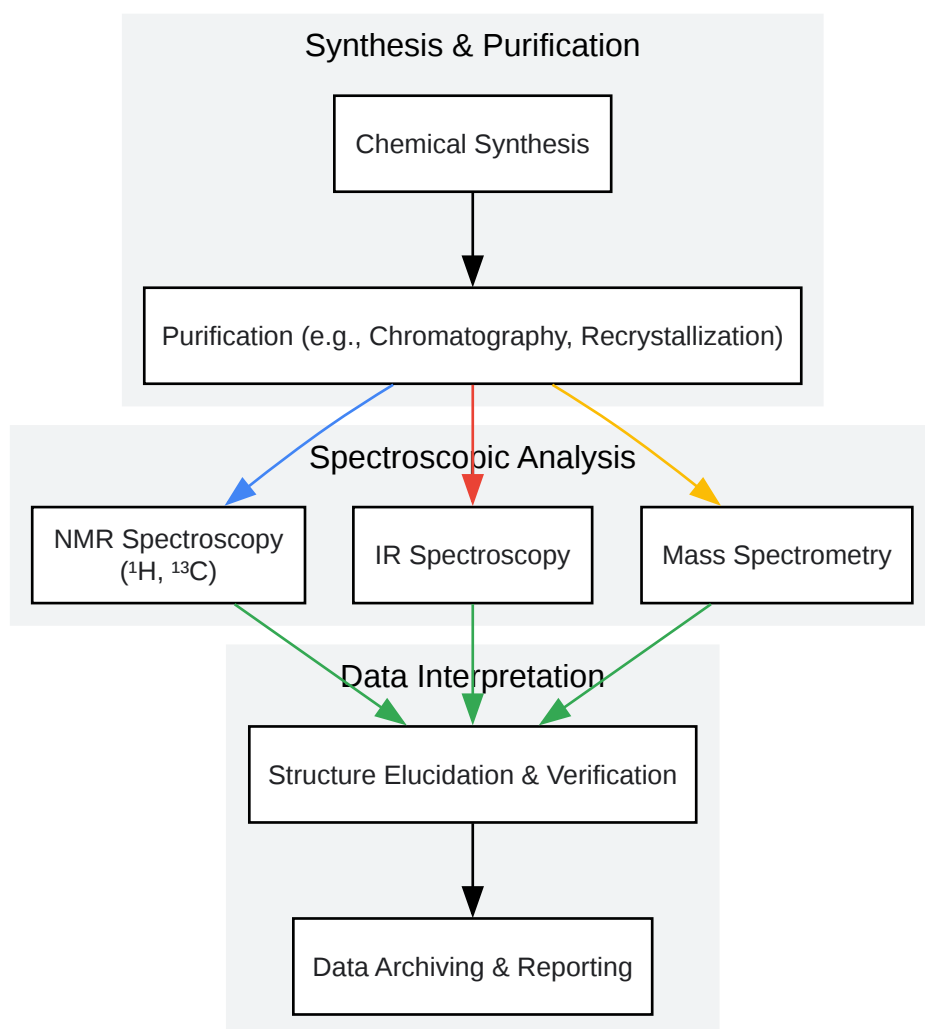 Synthesis & Purification
Chemical Synthesis
Purification (e.g., Chromatography, Recrystallization)
Spectroscopic Analysis
NMR Spectroscopy
(¹H, ¹³C)
IR Spectroscopy
Mass Spectrometry
Data Interpretation
Structure Elucidation & Verification
Data Archiving & Reporting